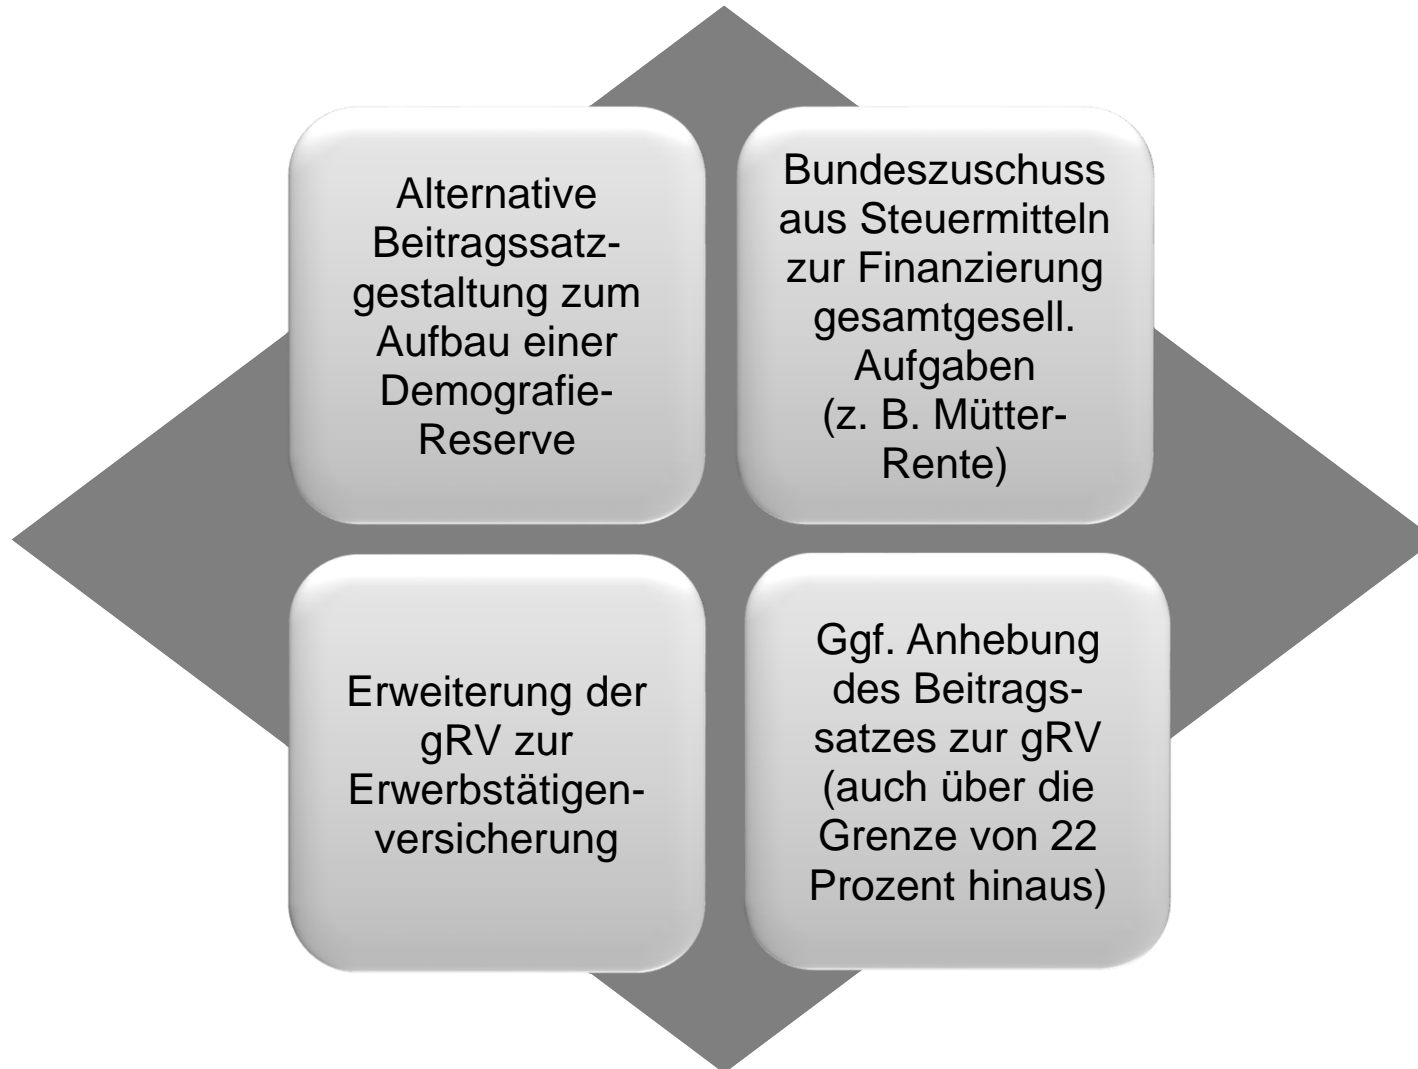 Alternative
Beitragssatz-
gestaltung zum
Aufbau einer
Demografie-
Reserve
Bundeszuschuss
aus Steuermitteln
zur Finanzierung
gesamtgesell.
Aufgaben
(z. B. Mütter-
Rente)
Erweiterung der
gRV zur
Erwerbstätigen-
versicherung
Ggf. Anhebung
des Beitrags-
satzes zur gRV
(auch über die
Grenze von 22
Prozent hinaus)